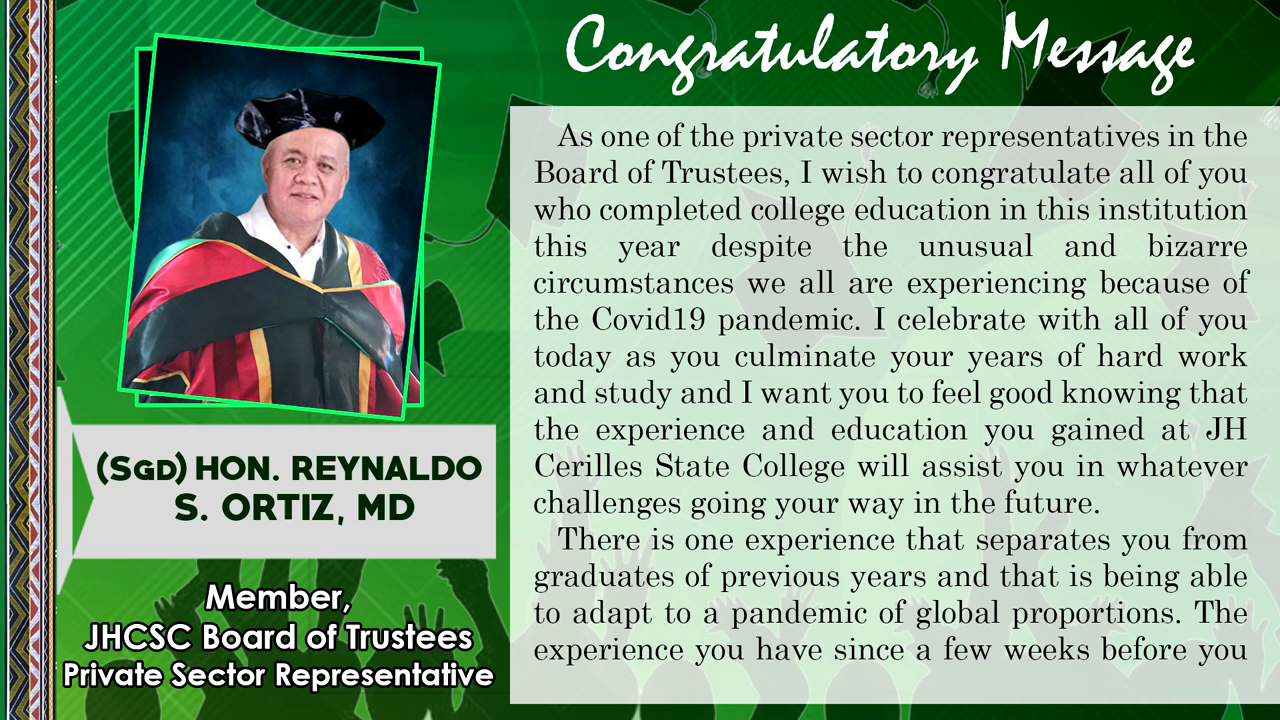 Congratulatory Message
As one of the private sector representatives in the
Board of Trustees, I wish to congratulate all of you
who completed college education in this institution
this year despite the unusual and bizarre
circumstances we all are experiencing because of
the Covid19 pandemic. I celebrate with all of you
today as you culminate your years of hard work
and study and I want you to feel good knowing that
the experience and education you gained at JH
Cerilles State College will assist you in whatever
challenges going your way in the future.
There is one experience that separates you from
graduates of previous years and that is being able
to adapt to a pandemic of global proportions. The
experience you have since a few weeks before you
(SGD) HON. REYNALDO
S. ORTIZ, MD
Member,
JHCSC Board of Trustees
Private Sector Representative